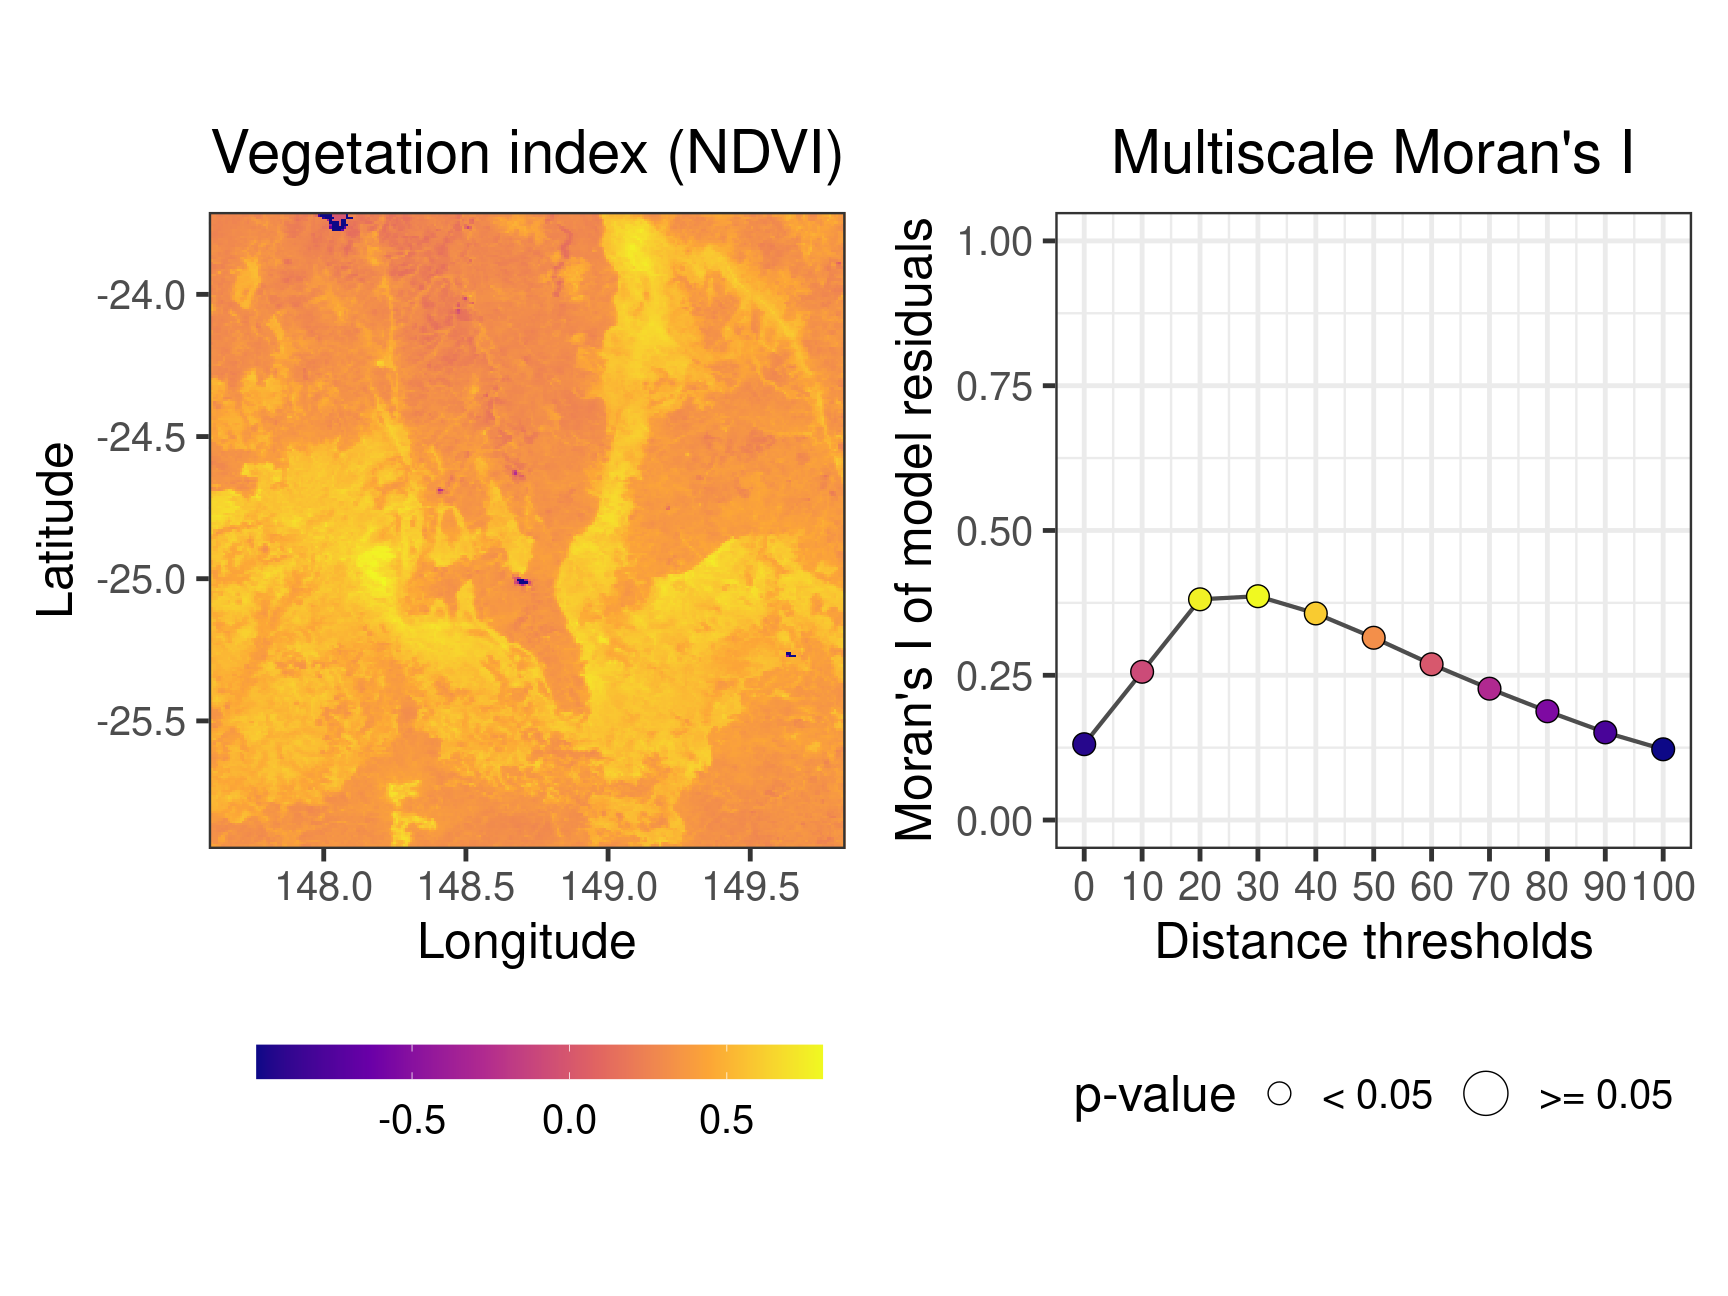 Vegetation index (NDVI)
Latitude
-24.0
-24.5
-25.0
-25.5
148.0 148.5 149.0 149.5
Longitude
-0.5 0.0 0.5
Multiscale Moran's I
Moran's I of model residuals
1.00
0.75
0.50
0.25
0.00
0 10 20 30 40 50 60 70 80 90 100
Distance thresholds
p-value < 0.05 >= 0.05